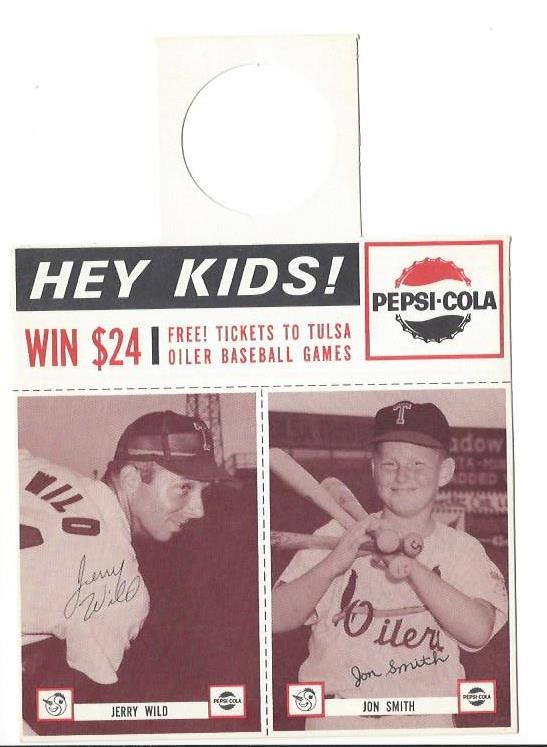 HEY KIDS!
PEPSI-COLA
WIN $24
FREE! TICKETS TO TULSA
OILER BASEBALL GAMES
WILD
T
Jerry
Wild
JERRY WILD
PEPSI-COLA
T
Oilers
Jon Smith
JON SMITH
PEPSI-COLA